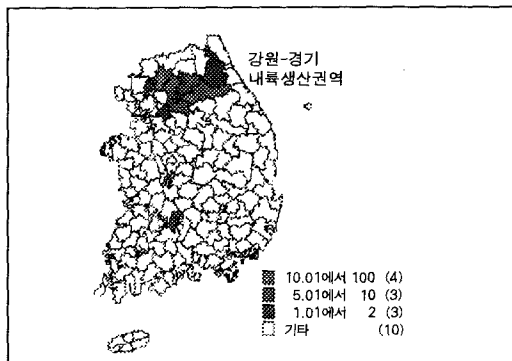 강원-경기
내륙생산권역
10.01에서 100 (4)
5.01에서 10 (3)
1.01에서 2 (3)
기타 (10)